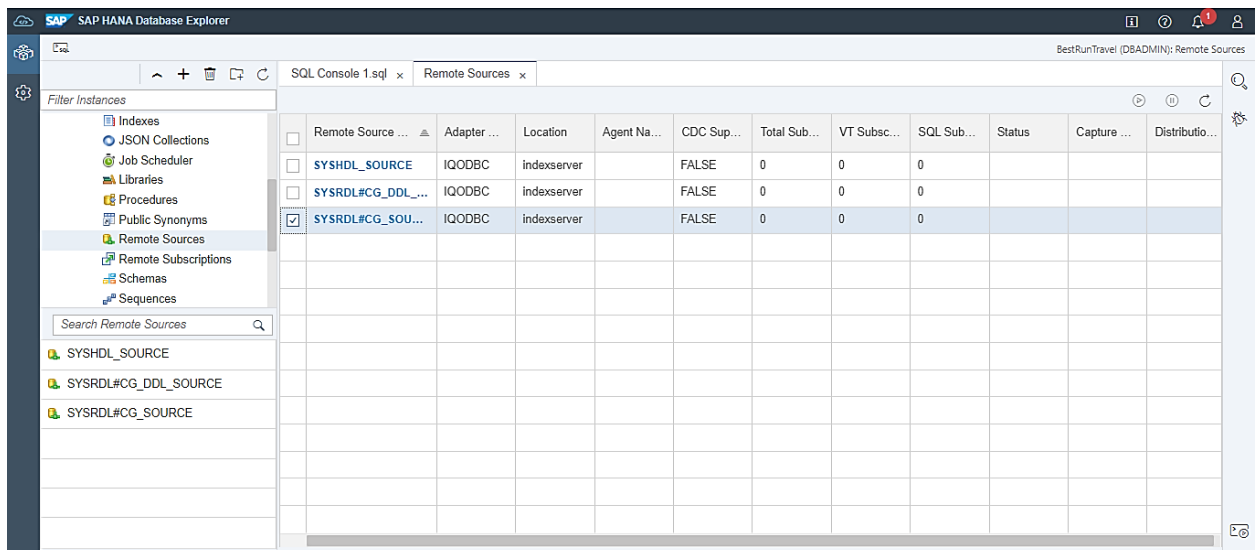 SAP SAP HANA Database Explorer 1
SQL BestRunTravel (DBADMIN): Remote Sources
SQL Console 1.sql x Remote Sources x
Filter Instances
Indexes
JSON Collections
Job Scheduler
Libraries
Procedures
Public Synonyms
Remote Sources
Remote Subscriptions
Schemas
Sequences
Search Remote Sources
SYSHDL_SOURCE
SYSRDL#CG_DDL_SOURCE
SYSRDL#CG_SOURCE
Remote Source ... Adapter ... Location Agent Na... CDC Sup... Total Sub... VT Subsc... SQL Sub... Status Capture ... Distributio...
SYSHDL_SOURCE IQODBC indexserver FALSE 0 0 0
SYSRDL#CG_DDL_... IQODBC indexserver FALSE 0 0 0
SYSRDL#CG_SOU... IQODBC indexserver FALSE 0 0 0